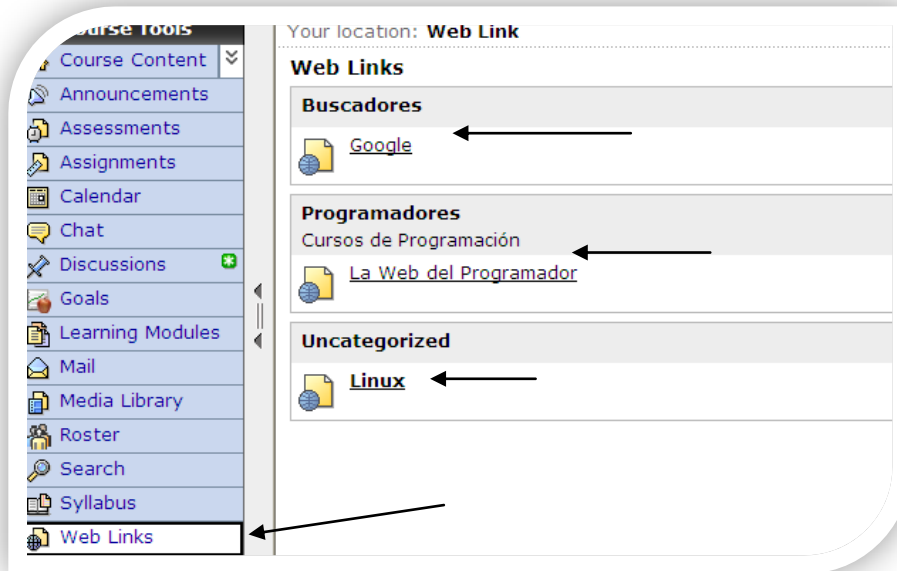 Course Tools
Course Content
Announcements
Assessments
Assignments
Calendar
Chat
Discussions
Goals
Learning Modules
Mail
Media Library
Roster
Search
Syllabus
Web Links
Your location: Web Link
Web Links
Buscadores
Google
Programadores
Cursos de Programación
La Web del Programador
Uncategorized
Linux